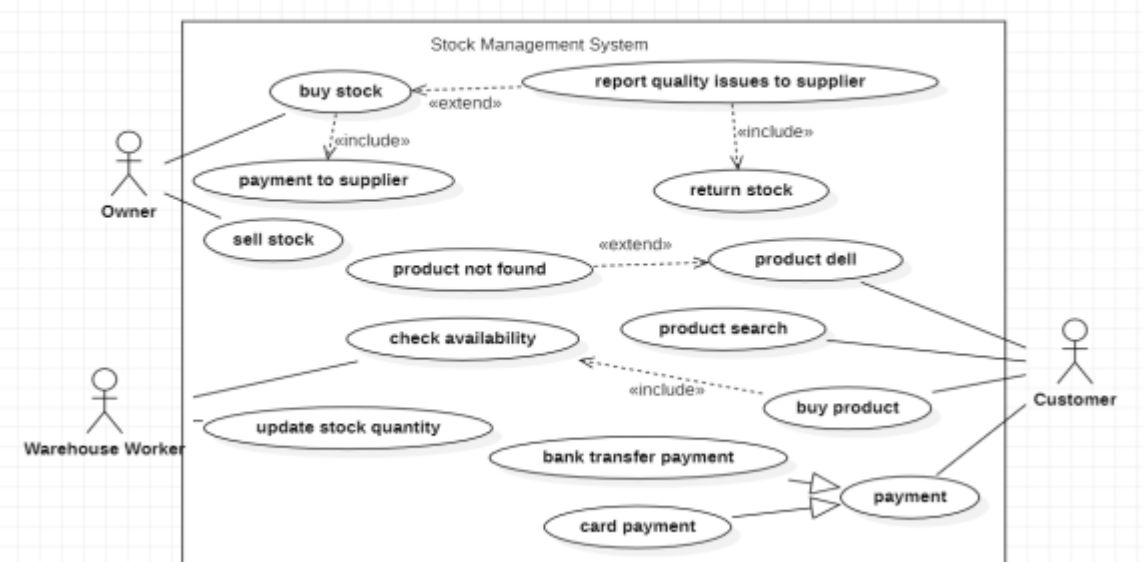 Stock Management System
buy stock
report quality issues to supplier
«extend»
«include»
«include»
payment to supplier
return stock
Owner
sell stock
«extend»
product not found
product dell
check availability
product search
«include»
buy product
Customer
Warehouse Worker
update stock quantity
bank transfer payment
payment
card payment